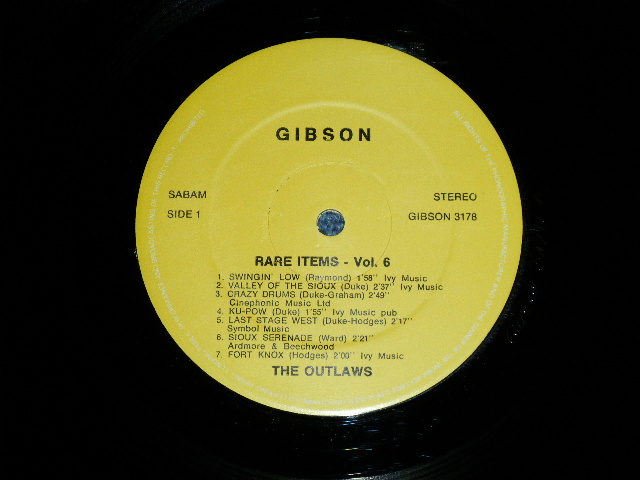 GIBSON
SABAM
STEREO
SIDE 1
GIBSON 3178
RARE ITEMS - Vol. 6
1. SWINGIN' LOW (Raymond) 1'58'' Ivy Music
2. VALLEY OF THE SIOUX (Duke) 2'37'' Ivy Music
3. CRAZY DRUMS (Duke-Graham) 2'49''
Cinephonic Music Ltd
4. KU-POW (Duke) 1'55'' Ivy Music pub
5. LAST STAGE WEST (Duke-Hodges) 2'17''
Symbol Music
6. SIOUX SERENADE (Ward) 2'21''
Ardmore & Beechwood
7. FORT KNOX (Hodges) 2'00'' Ivy Music
THE OUTLAWS